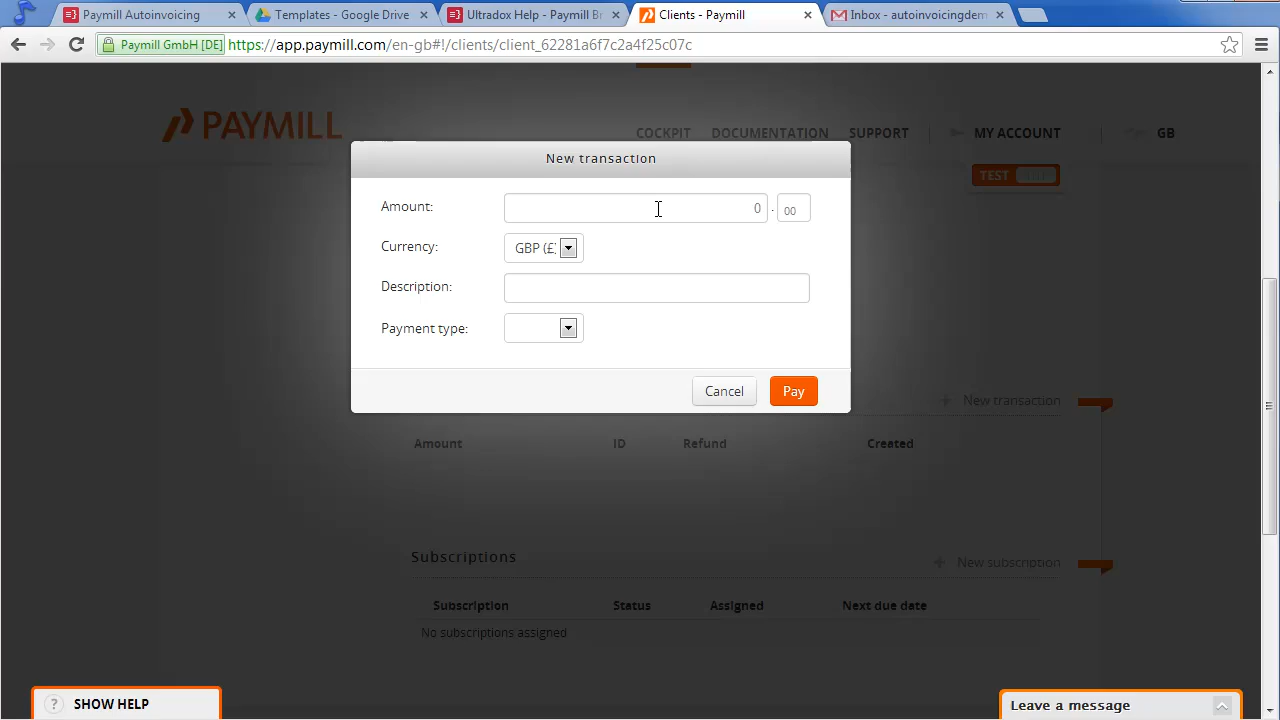 Paymill Autoinvoicing
Templates - Google Drive
Ultradox Help - Paymill Br
Clients - Paymill
Inbox - autoinvoicingdem
Paymill GmbH [DE]
https://app.paymill.com/en-gb#!/clients/client_62281a6f7c2a4f25c07c
PAYMILL
COCKPIT
DOCUMENTATION
SUPPORT
MY ACCOUNT
GB
TEST
New transaction
Amount:
0
.
00
Currency:
GBP (£)
Description:
Payment type:
Cancel
Pay
+ New transaction
Amount
ID
Refund
Created
Subscriptions
+ New subscription
Subscription
Status
Assigned
Next due date
No subscriptions assigned
? SHOW HELP
Leave a message